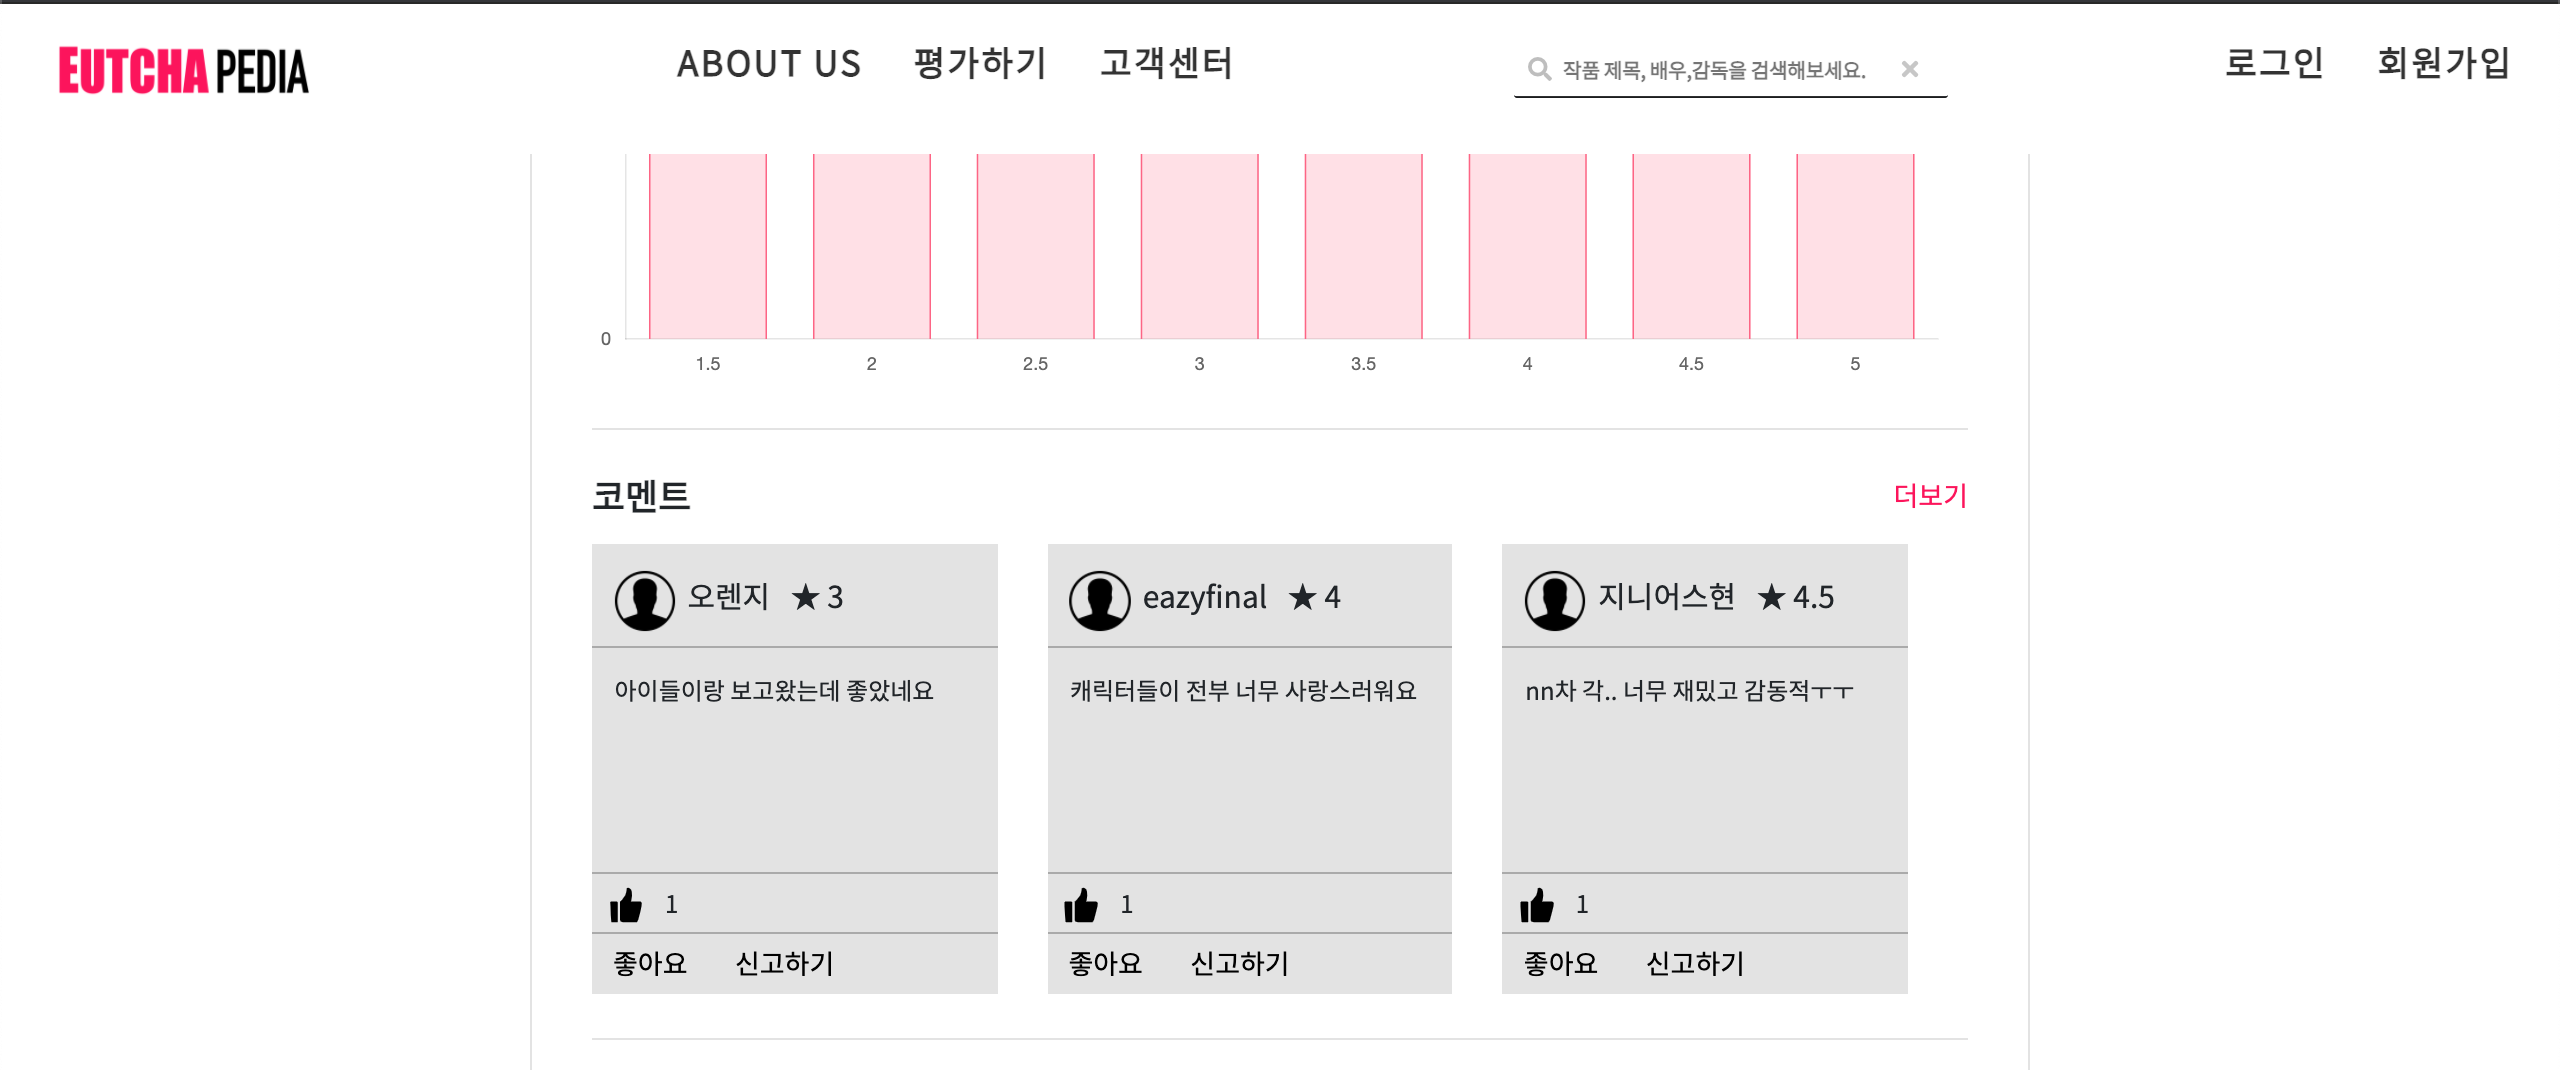 EUTCHA PEDIA
ABOUT US 평가하기 고객센터
작품 제목, 배우,감독을 검색해보세요.
로그인 회원가입
0
1.5 2 2.5 3 3.5 4 4.5 5
코멘트
더보기
오렌지 ★ 3
아이들이랑 보고왔는데 좋았네요
1
좋아요 신고하기
eazyfinal ★ 4
캐릭터들이 전부 너무 사랑스러워요
1
좋아요 신고하기
지니어스현 ★ 4.5
nn차 각.. 너무 재밌고 감동적ㅜㅜ
1
좋아요 신고하기